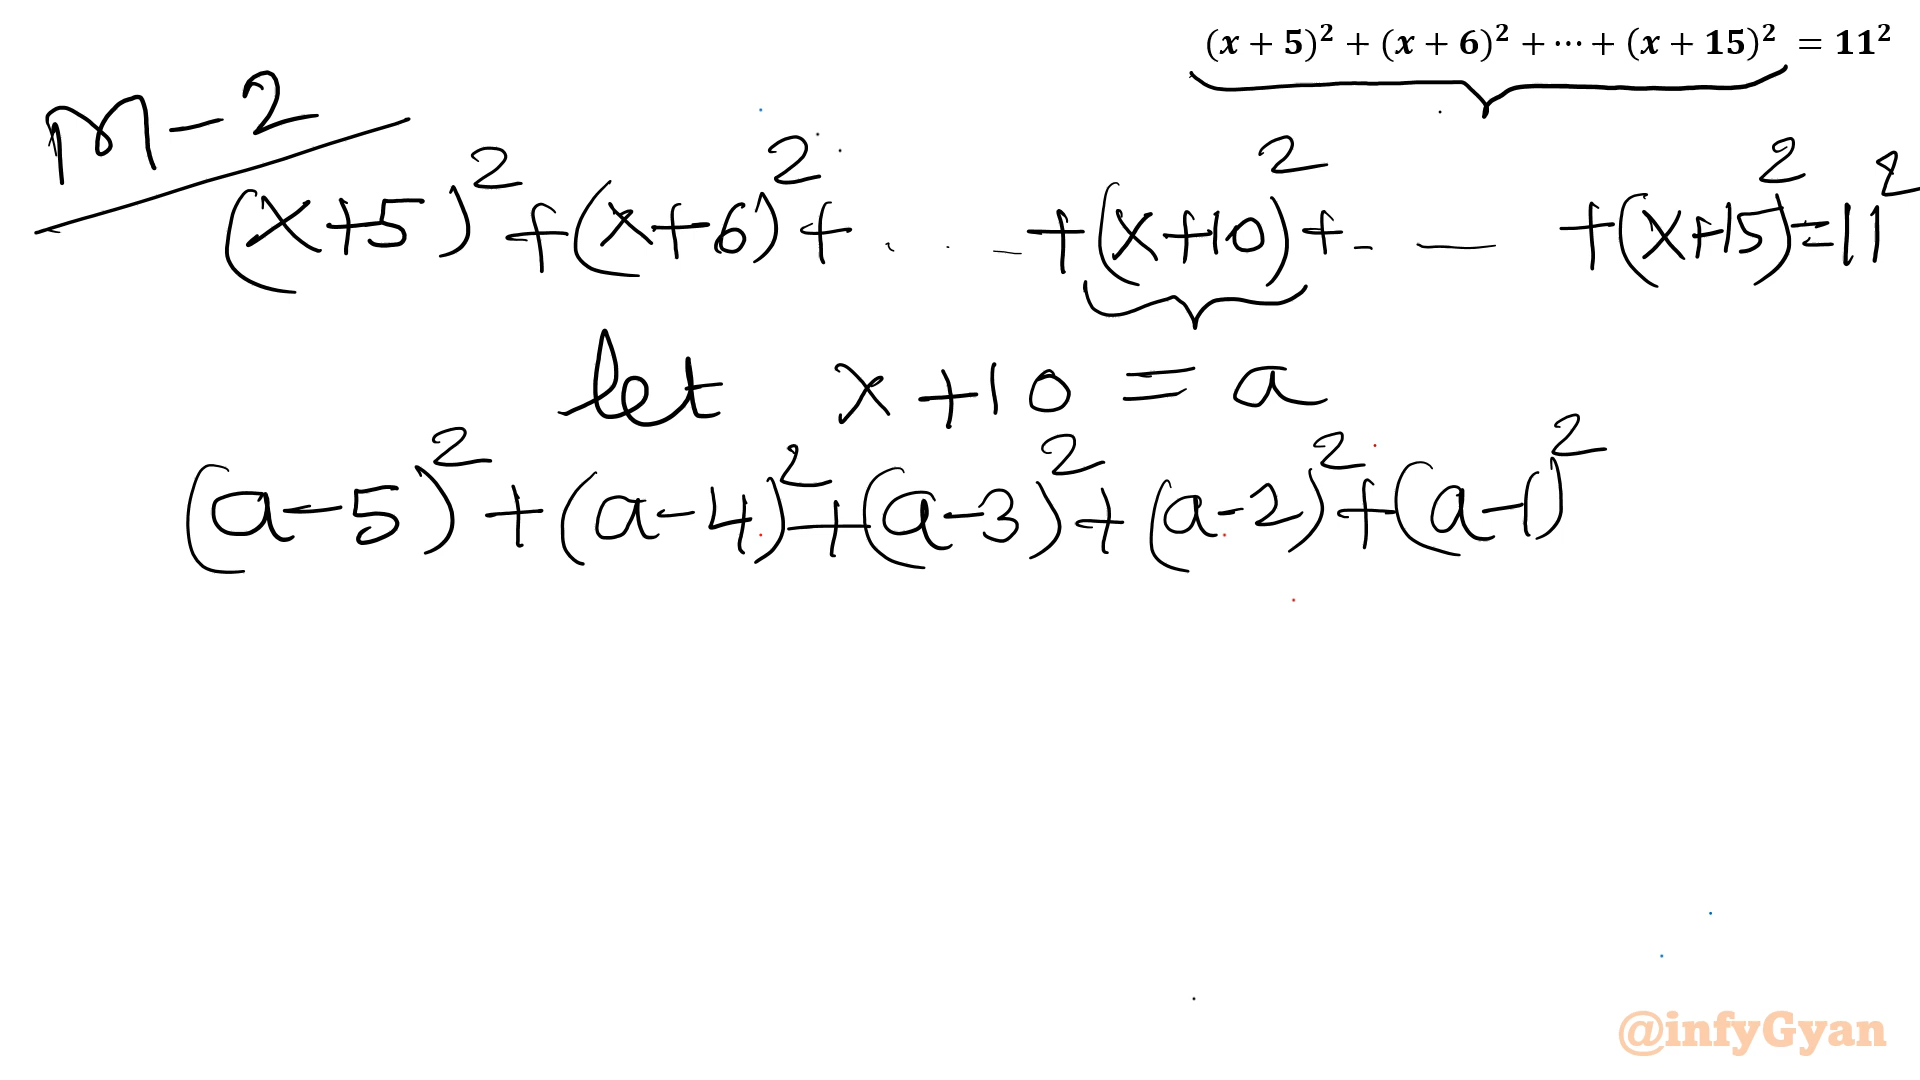 (x + 5)² + (x + 6)² + ⋯ + (x + 15)² = 11²
M-2
(x+5)² + (x+6)² + . . - + (x+10)² + - — + (x+15)² = 11²
let x+10 = a
(a-5)² + (a-4)² + (a-3)² + (a-2)² + (a-1)²
@infyGyan